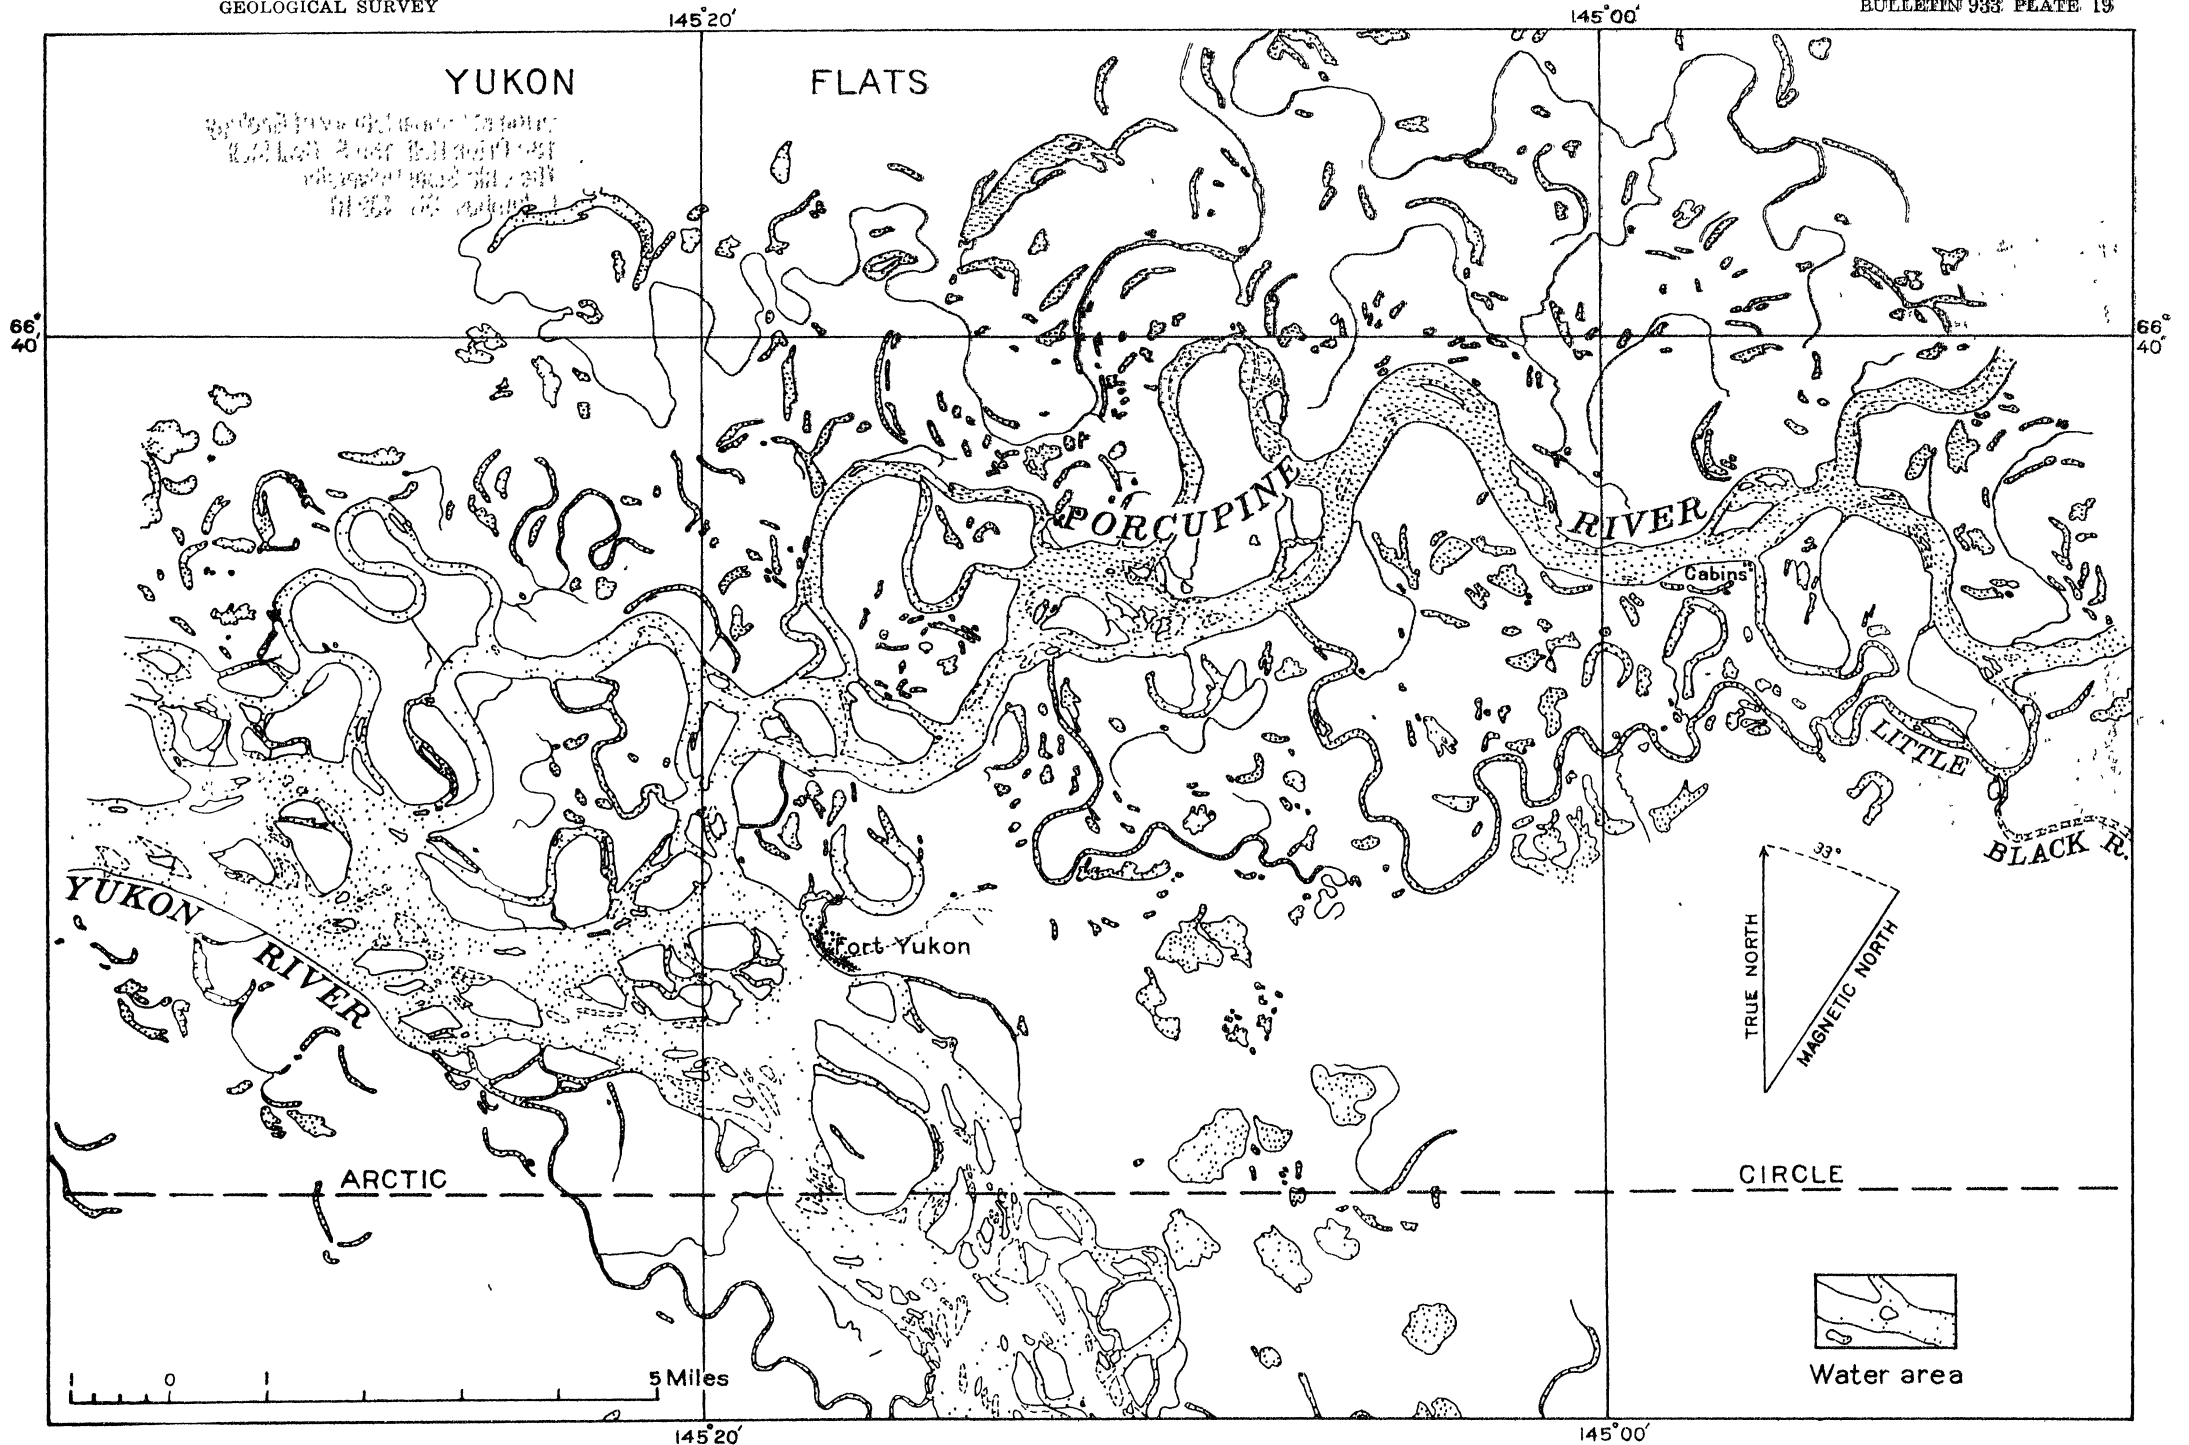 GEOLOGICAL SURVEY
BULLETIN 933 PLATE 19
145°20'
145°00'
YUKON FLATS
66°
40'
66°
40'
PORCUPINE RIVER
Cabins
LITTLE
BLACK R.
33°
TRUE NORTH
MAGNETIC NORTH
YUKON RIVER
Fort Yukon
ARCTIC CIRCLE
1 0 1 5 Miles
Water area
145°20'
145°00'